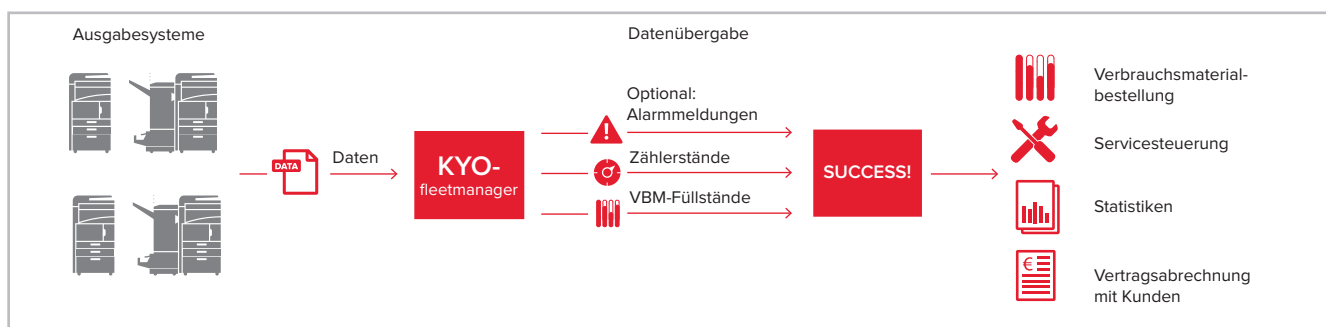 Ausgabesysteme
Datenübergabe
DATA
Daten
KYO-
fleetmanager
Optional:
Alarmmeldungen
Zählerstände
VBM-Füllstände
SUCCESS!
Verbrauchsmaterial-
bestellung
Servicesteuerung
Statistiken
€
Vertragsabrechnung
mit Kunden